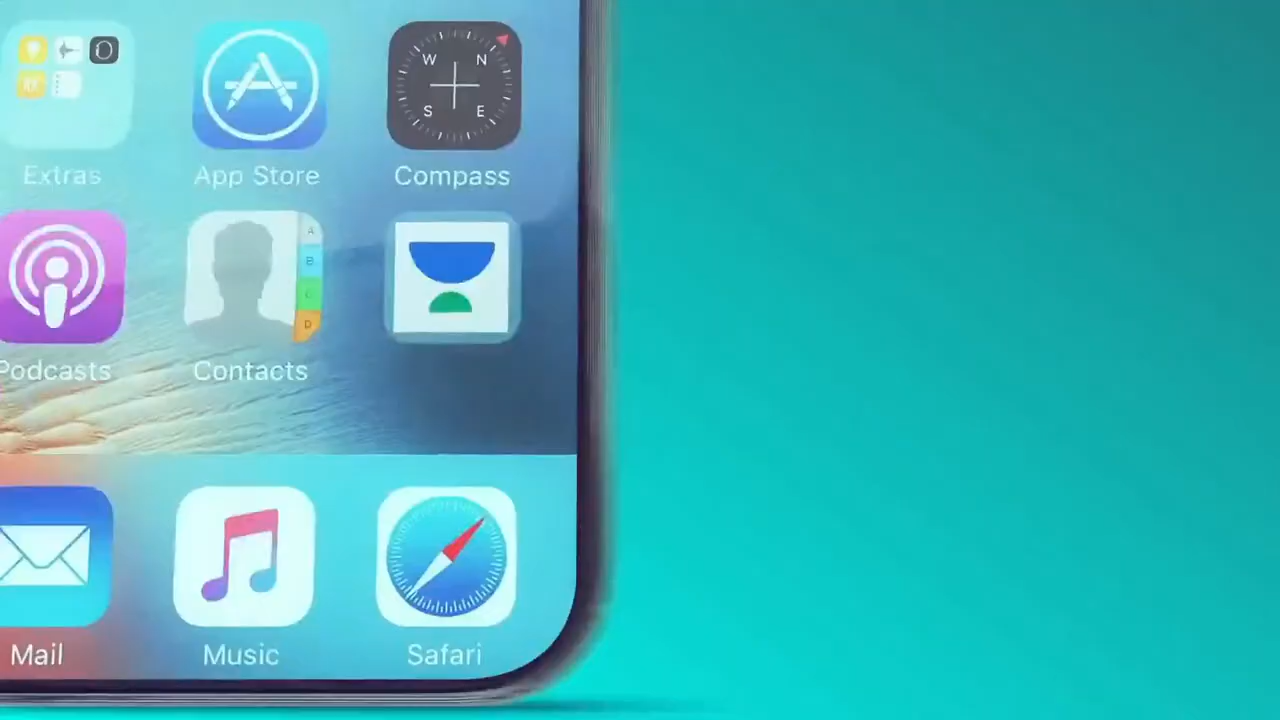 Extras
App Store
W N
S E
Compass
Podcasts
A
B
C
D
Contacts
Mail
Music
Safari